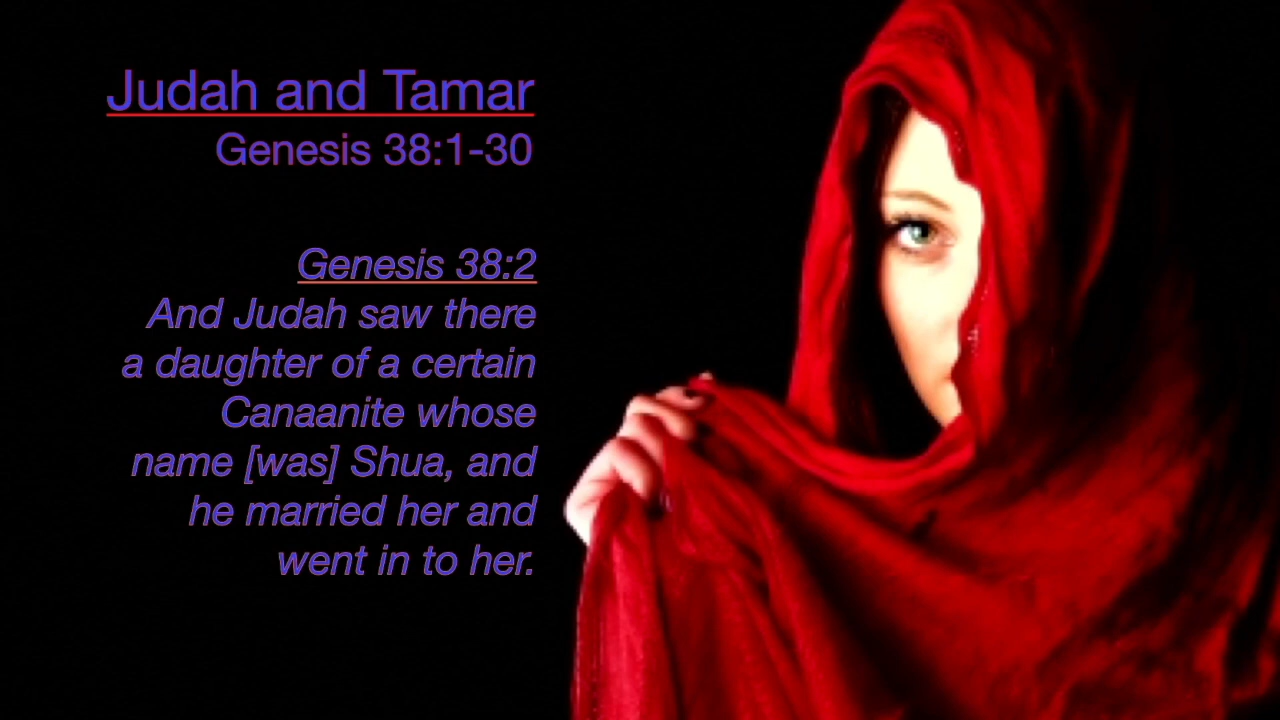 Judah and Tamar
Genesis 38:1-30
Genesis 38:2
And Judah saw there
a daughter of a certain
Canaanite whose
name [was] Shua, and
he married her and
went in to her.